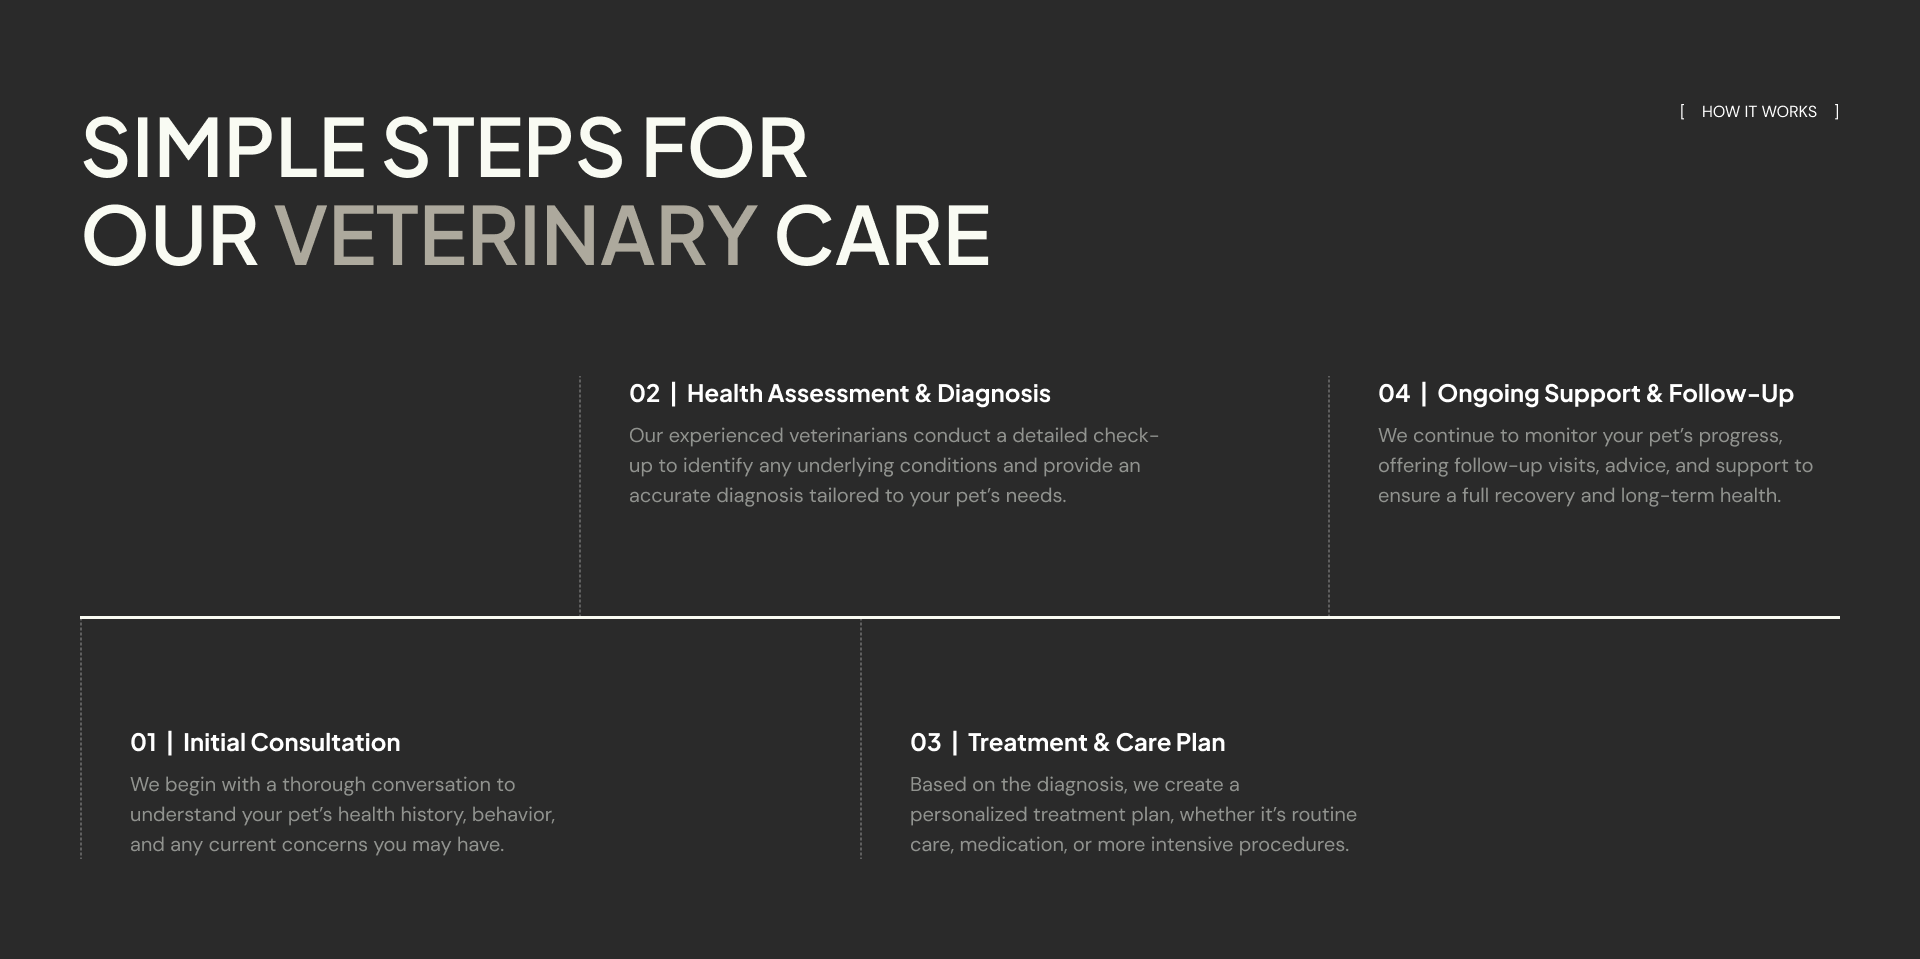 SIMPLE STEPS FOR
OUR VETERINARY CARE
[ HOW IT WORKS ]
02 | Health Assessment & Diagnosis
Our experienced veterinarians conduct a detailed check-
up to identify any underlying conditions and provide an
accurate diagnosis tailored to your pet’s needs.
04 | Ongoing Support & Follow-Up
We continue to monitor your pet’s progress,
offering follow-up visits, advice, and support to
ensure a full recovery and long-term health.
01 | Initial Consultation
We begin with a thorough conversation to
understand your pet’s health history, behavior,
and any current concerns you may have.
03 | Treatment & Care Plan
Based on the diagnosis, we create a
personalized treatment plan, whether it’s routine
care, medication, or more intensive procedures.